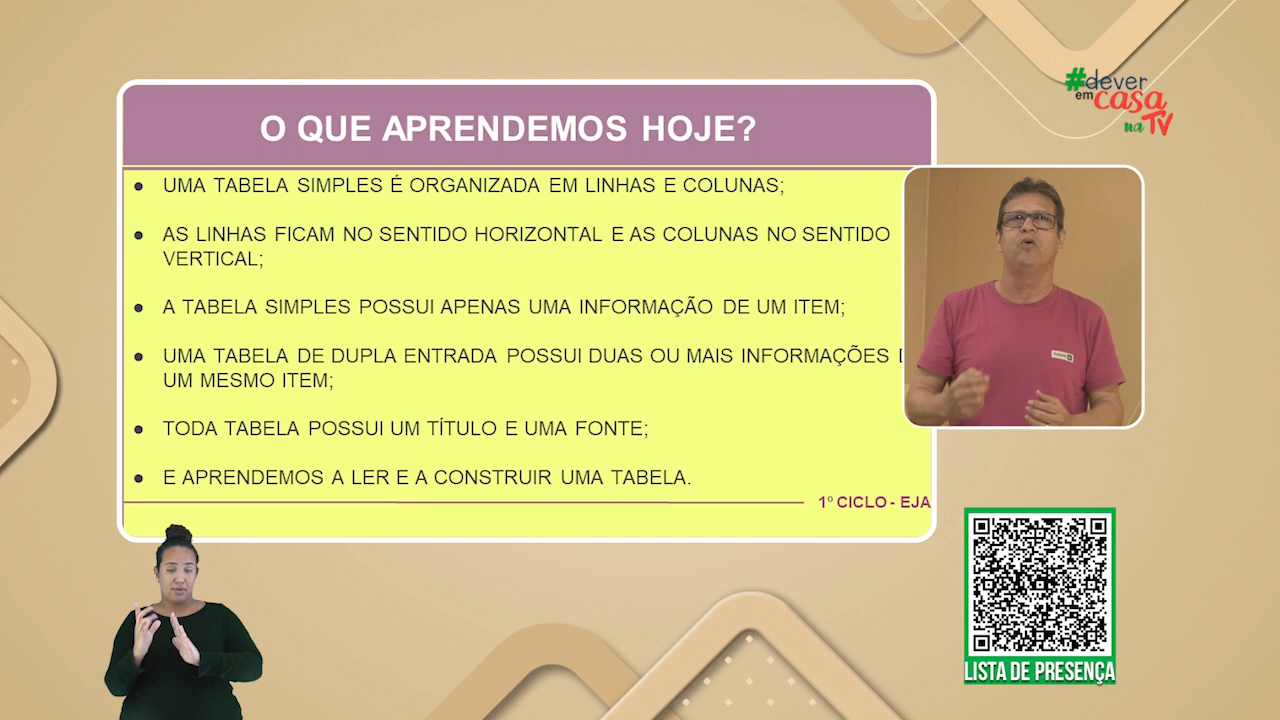 O QUE APRENDEMOS HOJE?
● UMA TABELA SIMPLES É ORGANIZADA EM LINHAS E COLUNAS;
● AS LINHAS FICAM NO SENTIDO HORIZONTAL E AS COLUNAS NO SENTIDO
VERTICAL;
● A TABELA SIMPLES POSSUI APENAS UMA INFORMAÇÃO DE UM ITEM;
● UMA TABELA DE DUPLA ENTRADA POSSUI DUAS OU MAIS INFORMAÇÕES
UM MESMO ITEM;
● TODA TABELA POSSUI UM TÍTULO E UMA FONTE;
● E APRENDEMOS A LER E A CONSTRUIR UMA TABELA.
1º CICLO - EJA
#dever
em casa
na TV
LISTA DE PRESENÇA